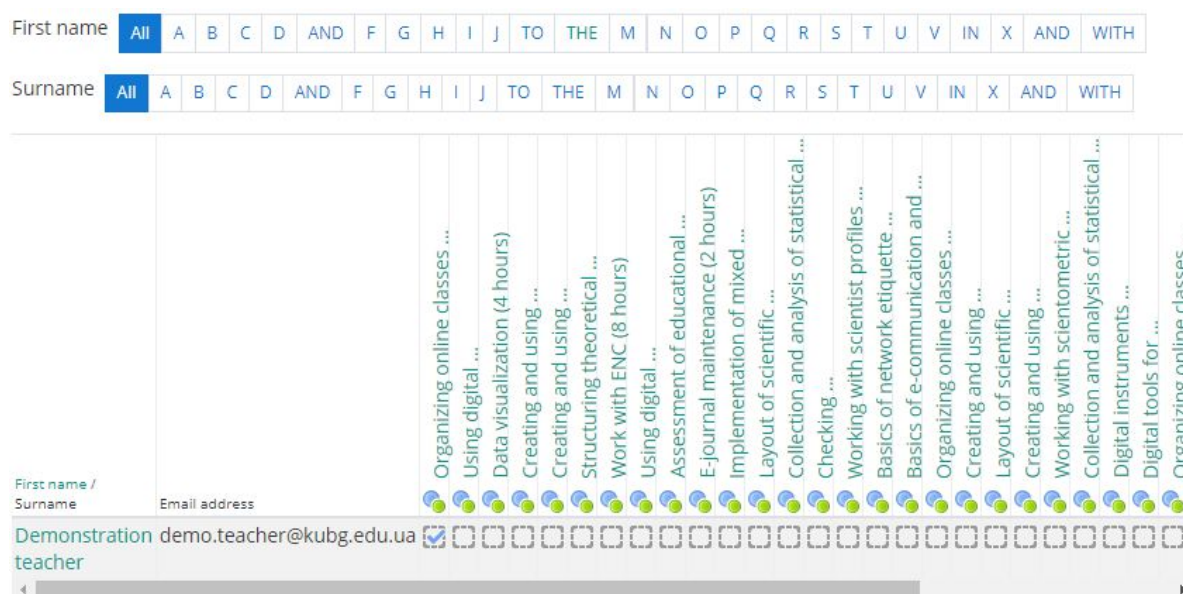 First name All A B C D AND F G H I J TO THE M N O P Q R S T U V IN X AND WITH
Surname All A B C D AND F G H I J TO THE M N O P Q R S T U V IN X AND WITH
First name /
Surname
Email address
Organizing online classes ...
Using digital ...
Data visualization (4 hours)
Creating and using ...
Creating and using ...
Structuring theoretical ...
Work with ENC (8 hours)
Using digital ...
Assessment of educational ...
E-journal maintenance (2 hours)
Implementation of mixed ...
Layout of scientific ...
Collection and analysis of statistical ...
Checking ...
Working with scientist profiles ...
Basics of network etiquette ...
Basics of e-communication and ...
Organizing online classes ...
Creating and using ...
Layout of scientific ...
Creating and using ...
Working with scientometric ...
Collection and analysis of statistical ...
Digital instruments ...
Digital tools for ...
Organizing online classes
Demonstration demo.teacher@kubg.edu.ua
teacher